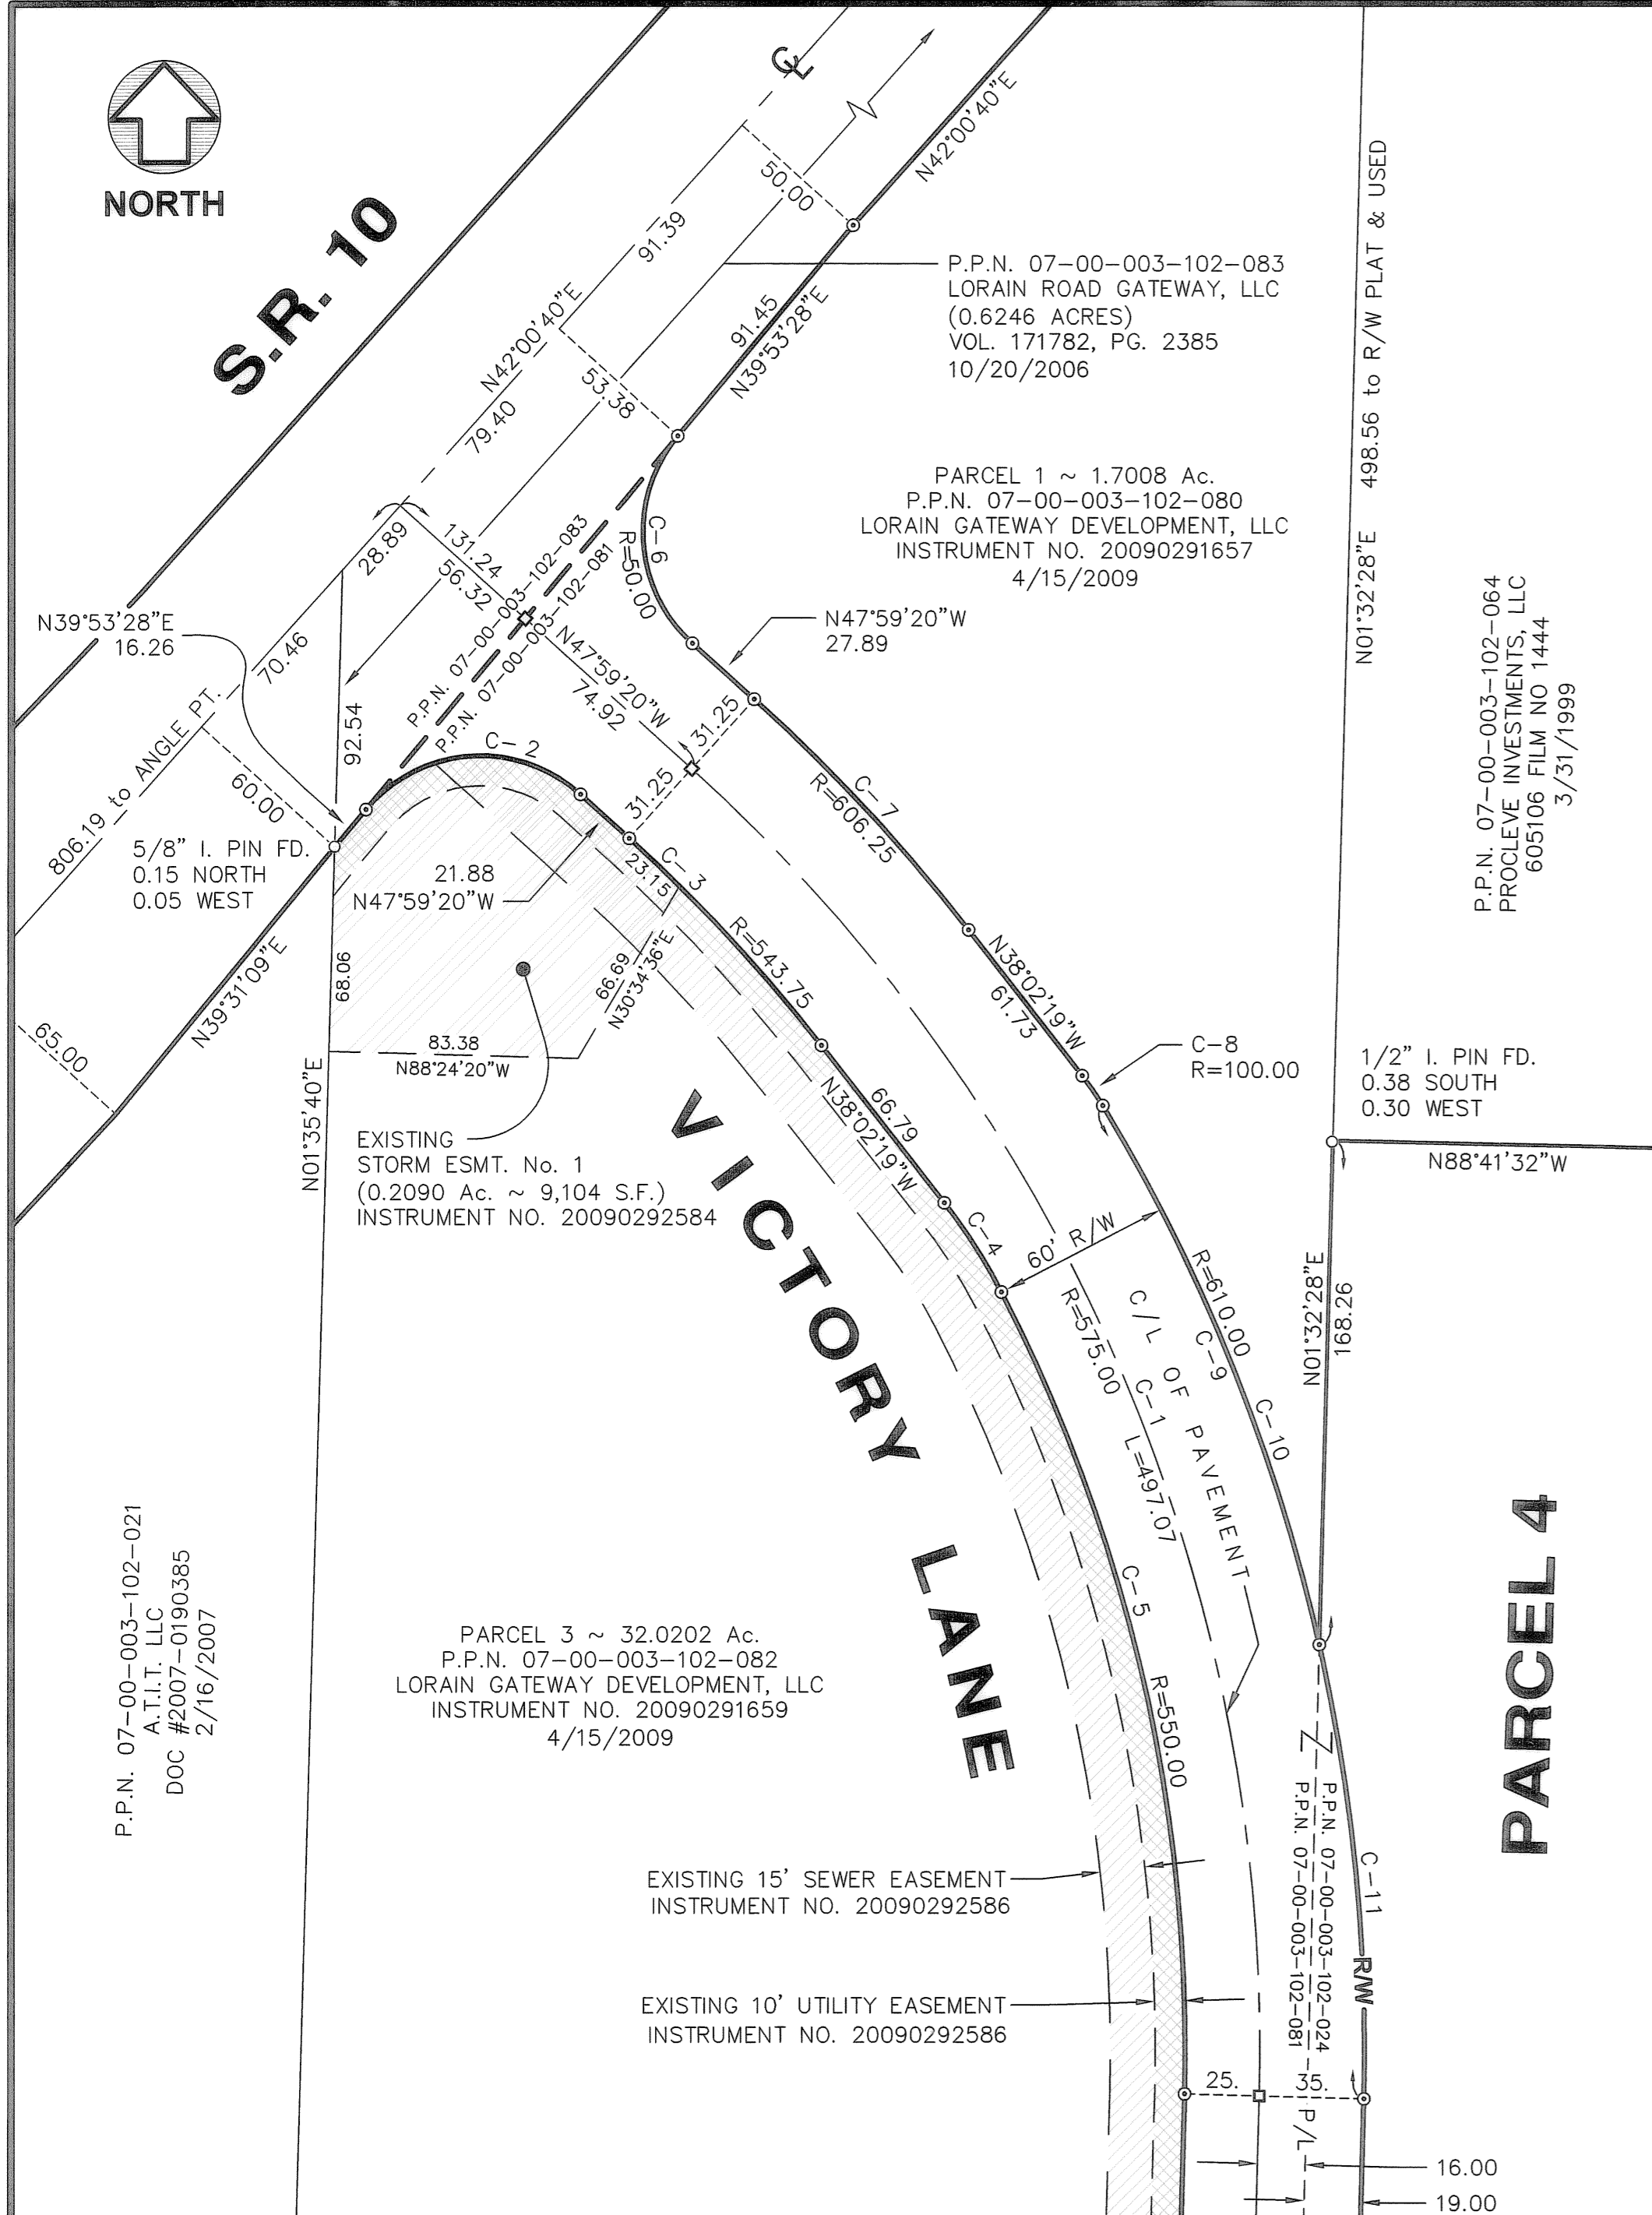 NORTH
S.R. 10
CL
N42°00'40"E
50.00
91.39
P.P.N. 07-00-003-102-083
LORAIN ROAD GATEWAY, LLC
(0.6246 ACRES)
VOL. 171782, PG. 2385
10/20/2006
498.56 to R/W PLAT & USED
N01°32'28"E
91.45
N39°53'28"E
N42°00'40"E
79.40
53.38
PARCEL 1 ~ 1.7008 Ac.
P.P.N. 07-00-003-102-080
LORAIN GATEWAY DEVELOPMENT, LLC
INSTRUMENT NO. 20090291657
4/15/2009
C-6
R=50.00
28.89
131.24
56.32
P.P.N. 07-00-003-102-083
P.P.N. 07-00-003-102-081
N39°53'28"E
16.26
70.46
N47°59'20"W
74.92
N47°59'20"W
27.89
P.P.N. 07-00-003-102-064
PROCLEVE INVESTMENTS, LLC
605106 FILM NO 1444
3/31/1999
806.19 to ANGLE PT.
92.54
60.00
C-2
31.25
31.25
C-7
R=606.25
5/8" I. PIN FD.
0.15 NORTH
0.05 WEST
21.88
N47°59'20"W
23.15
C-3
R=543.75
N39°31'09"E
65.00
68.06
66.69
N30°34'36"E
83.38
N88°24'20"W
N38°02'19"W
61.73
C-8
R=100.00
1/2" I. PIN FD.
0.38 SOUTH
0.30 WEST
N88°41'32"W
N01°35'40"E
EXISTING
STORM ESMT. No. 1
(0.2090 Ac. ~ 9,104 S.F.)
INSTRUMENT NO. 20090292584
66.79
N38°02'19"W
C-4
60' R/W
VICTORY LANE
R=575.00
C-1
L=497.07
C/L OF PAVEMENT
R=610.00
C-9
C-10
N01°32'28"E
168.26
PARCEL 4
P.P.N. 07-00-003-102-021
A.T.I.T. LLC
DOC #2007-0190385
2/16/2007
PARCEL 3 ~ 32.0202 Ac.
P.P.N. 07-00-003-102-082
LORAIN GATEWAY DEVELOPMENT, LLC
INSTRUMENT NO. 20090291659
4/15/2009
C-5
R=550.00
P.P.N. 07-00-003-102-024
P.P.N. 07-00-003-102-081
C-11
R/W
EXISTING 15' SEWER EASEMENT
INSTRUMENT NO. 20090292586
EXISTING 10' UTILITY EASEMENT
INSTRUMENT NO. 20090292586
25.
35.
P/L
16.00
19.00